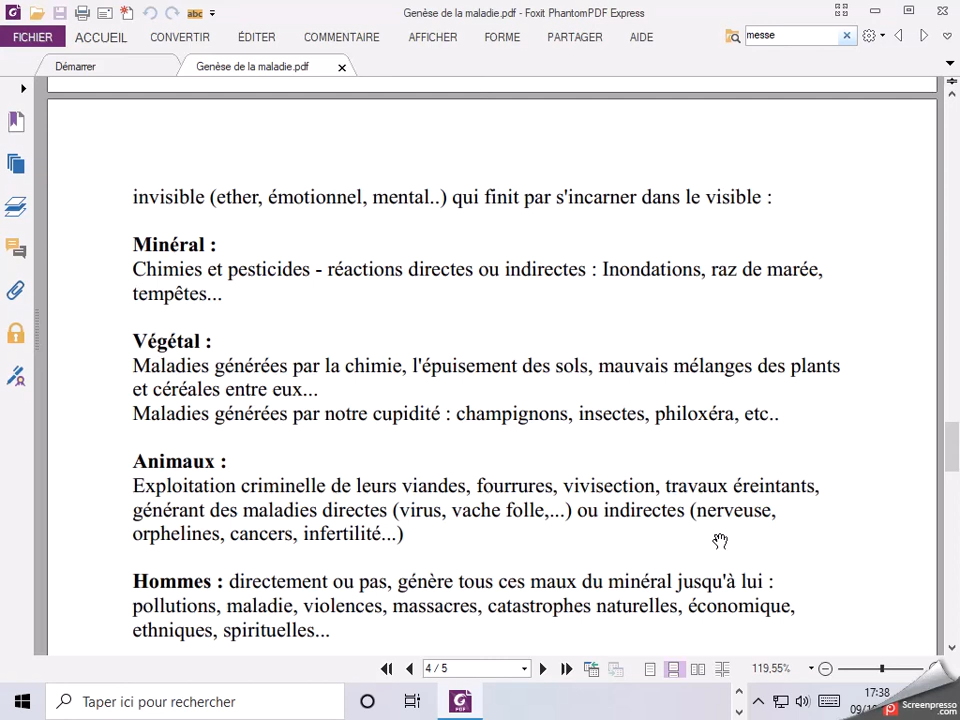 Genèse de la maladie.pdf - Foxit PhantomPDF Express
FICHIER ACCUEIL CONVERTIR ÉDITER COMMENTAIRE AFFICHER FORME PARTAGER AIDE messe
Démarrer Genèse de la maladie.pdf
invisible (ether, émotionnel, mental..) qui finit par s'incarner dans le visible :
Minéral :
Chimies et pesticides - réactions directes ou indirectes : Inondations, raz de marée,
tempêtes...
Végétal :
Maladies générées par la chimie, l'épuisement des sols, mauvais mélanges des plants
et céréales entre eux...
Maladies générées par notre cupidité : champignons, insectes, philoxéra, etc..
Animaux :
Exploitation criminelle de leurs viandes, fourrures, vivisection, travaux éreintants,
générant des maladies directes (virus, vache folle,...) ou indirectes (nerveuse,
orphelines, cancers, infertilité...)
Hommes : directement ou pas, génère tous ces maux du minéral jusqu'à lui :
pollutions, maladie, violences, massacres, catastrophes naturelles, économique,
ethniques, spirituelles...
4 / 5 119,55%
Taper ici pour rechercher
17:38
09/
Screenpresso
.com